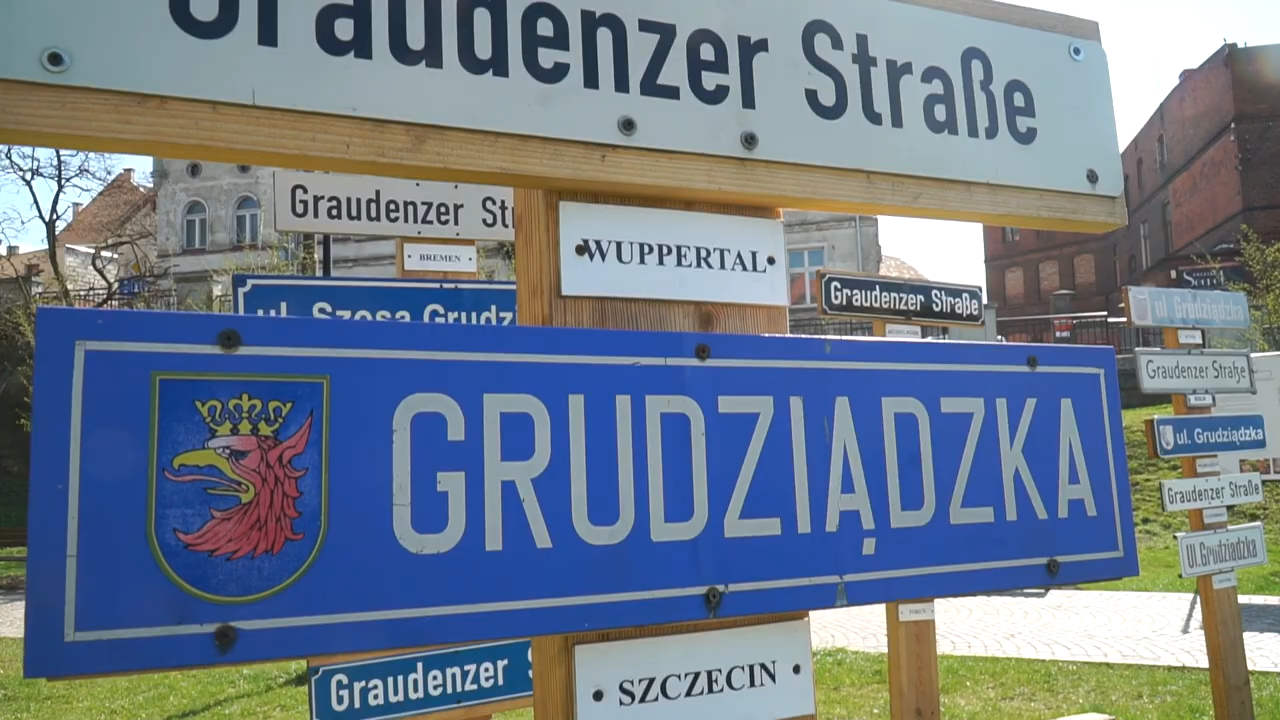 Graudenzer Straße
Graudenzer Str
BREMEN
WUPPERTAL
ul. Szosa Grudz
Graudenzer Straße
GRUDZIĄDZKA
Graudenzer S
SZCZECIN
ul. Grudziądzka
Graudenzer Straße
BERLIN
ul. Grudziądzka
Graudenzer Straße
Ul.Grudziądzka